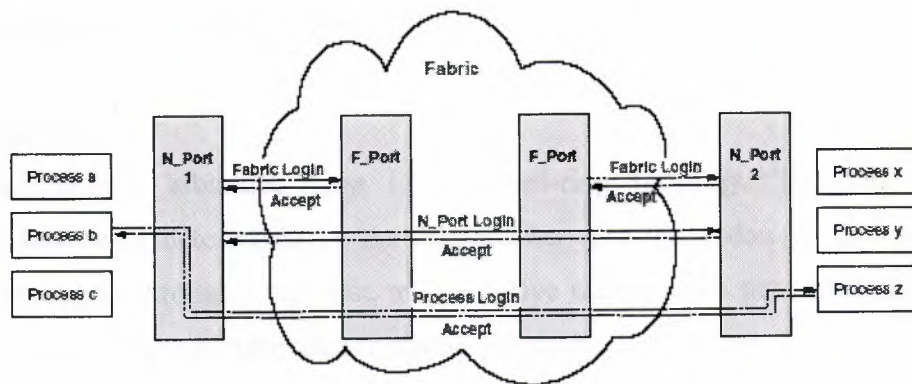 Fabric
N_Port
1
F_Port
F_Port
N_Port
2
Process a
Process b
Process c
Fabric Login
Accept
Fabric Login
Accept
N_Port Login
Accept
Process Login
Accept
Process x
Process y
Process z